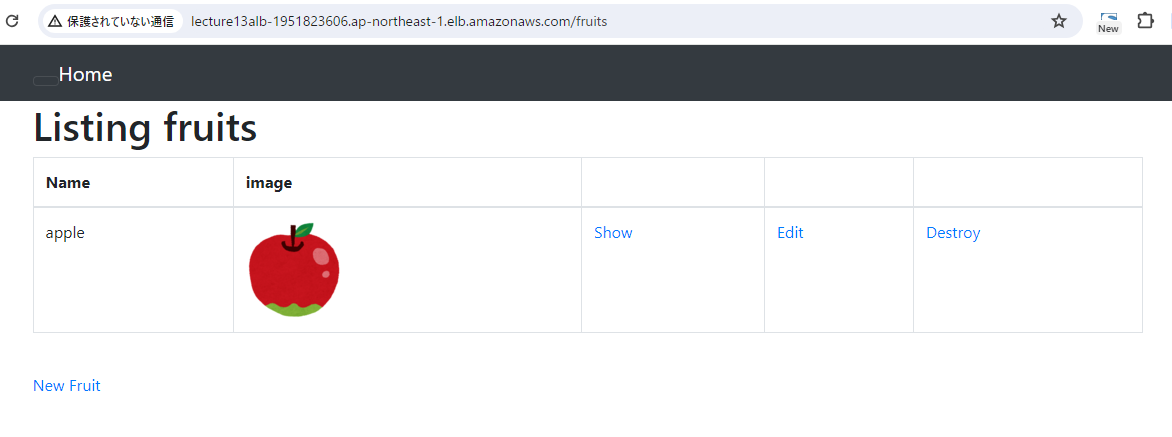 保護されていない通信 lecture13alb-1951823606.ap-northeast-1.elb.amazonaws.com/fruits
New
Home
Listing fruits
Name image
apple Show Edit Destroy
New Fruit